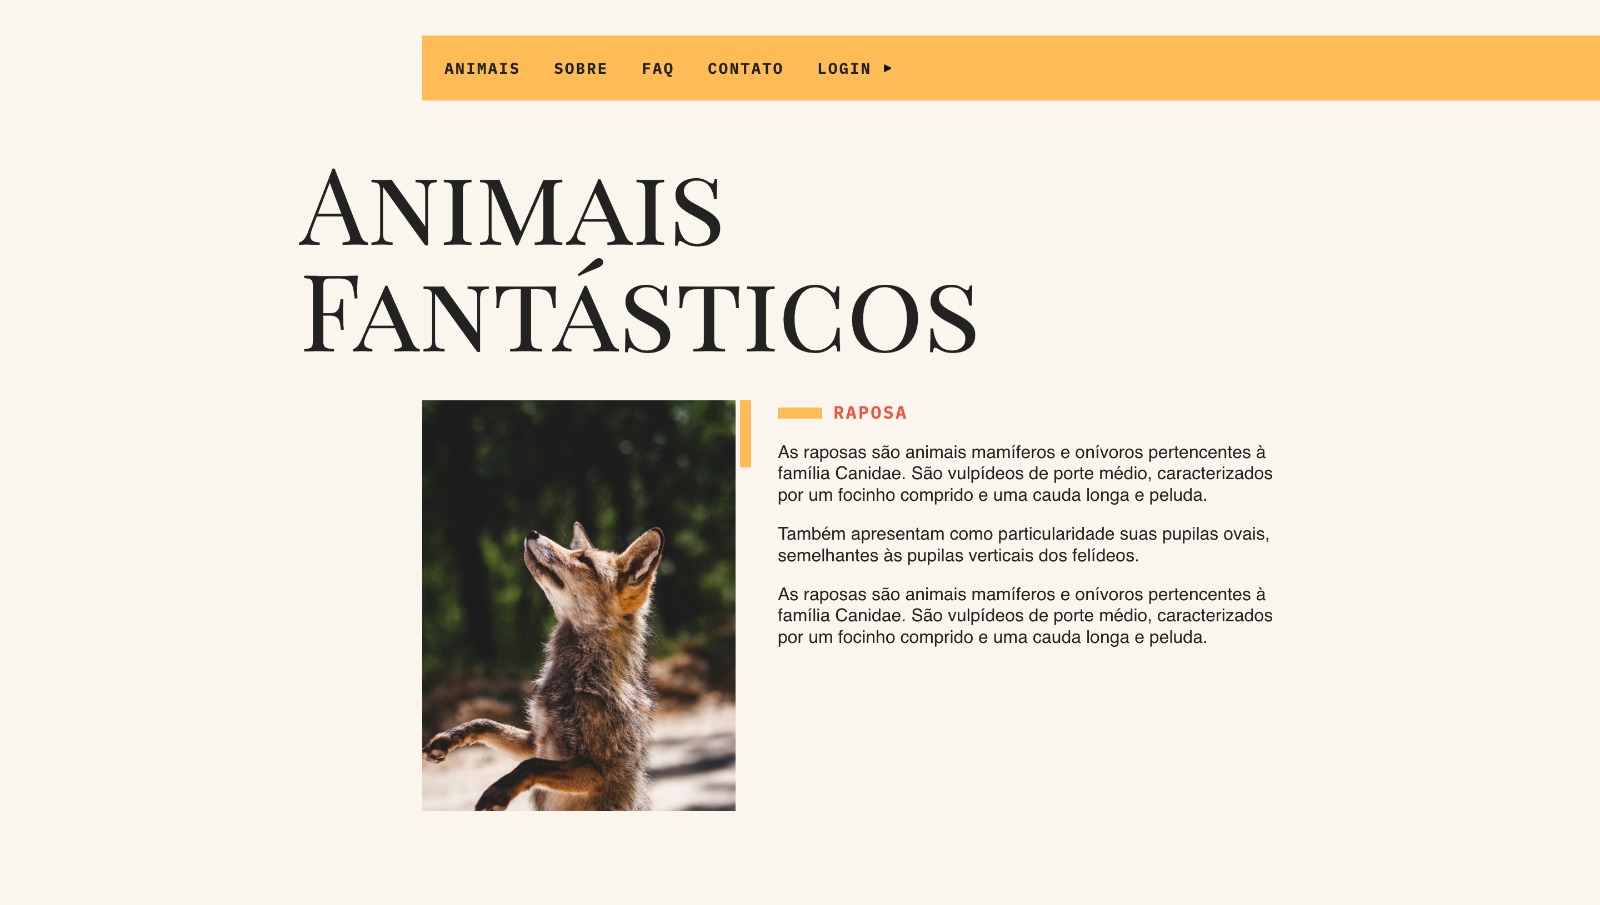 ANIMAIS SOBRE FAQ CONTATO LOGIN ▸
ANIMAIS
FANTÁSTICOS
RAPOSA
As raposas são animais mamíferos e onívoros pertencentes à
família Canidae. São vulpídeos de porte médio, caracterizados
por um focinho comprido e uma cauda longa e peluda.
Também apresentam como particularidade suas pupilas ovais,
semelhantes às pupilas verticais dos felídeos.
As raposas são animais mamíferos e onívoros pertencentes à
família Canidae. São vulpídeos de porte médio, caracterizados
por um focinho comprido e uma cauda longa e peluda.